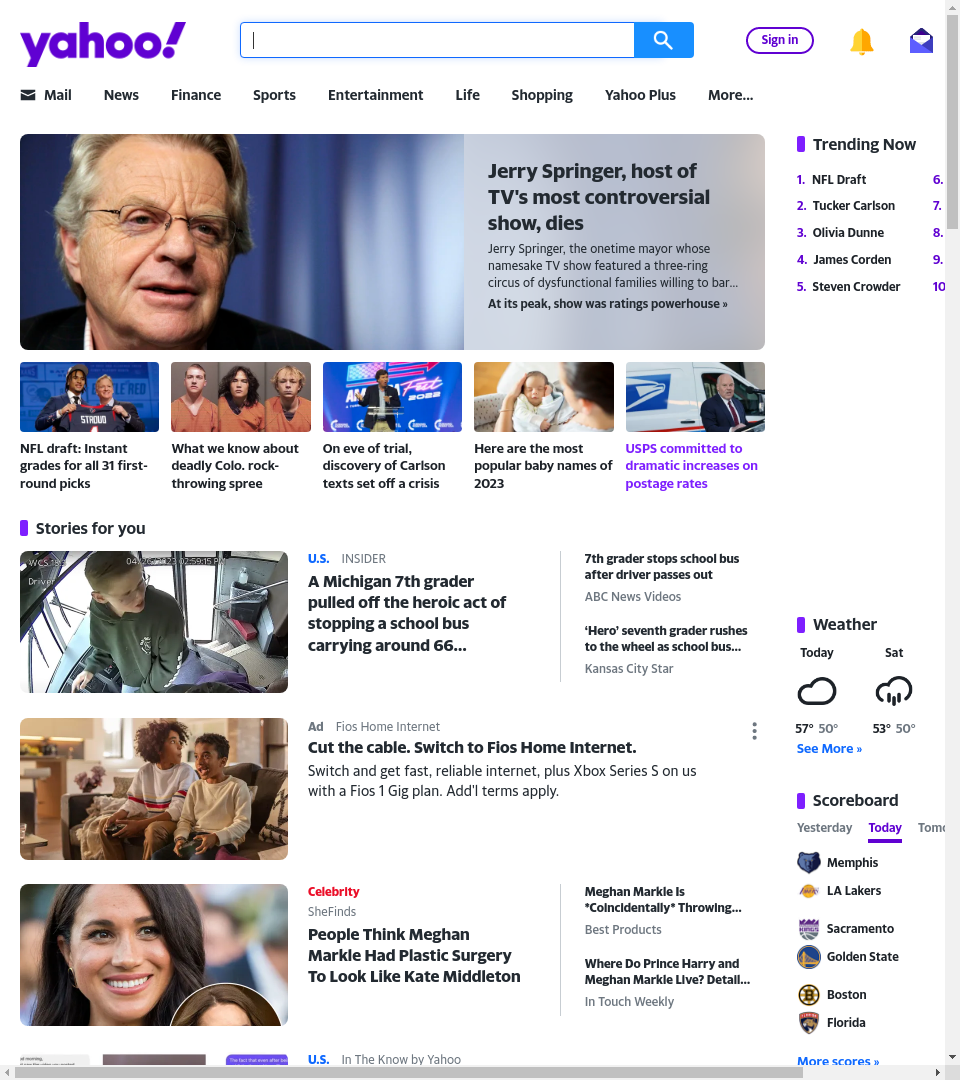 yahoo!
Sign in
Mail
News
Finance
Sports
Entertainment
Life
Shopping
Yahoo Plus
More...
Jerry Springer, host of
TV's most controversial
show, dies
Jerry Springer, the onetime mayor whose
namesake TV show featured a three-ring
circus of dysfunctional families willing to bar...
At its peak, show was ratings powerhouse »
STROUD
2022
NFL draft: Instant
grades for all 31 first-
round picks
What we know about
deadly Colo. rock-
throwing spree
On eve of trial,
discovery of Carlson
texts set off a crisis
Here are the most
popular baby names of
2023
USPS committed to
dramatic increases on
postage rates
Trending Now
1. NFL Draft
6.
2. Tucker Carlson
7.
3. Olivia Dunne
8.
4. James Corden
9.
5. Steven Crowder
10
Stories for you
Driver
U.S. INSIDER
A Michigan 7th grader
pulled off the heroic act of
stopping a school bus
carrying around 66...
7th grader stops school bus
after driver passes out
ABC News Videos
‘Hero’ seventh grader rushes
to the wheel as school bus...
Kansas City Star
Ad Fios Home Internet
Cut the cable. Switch to Fios Home Internet.
Switch and get fast, reliable internet, plus Xbox Series S on us
with a Fios 1 Gig plan. Add'l terms apply.
Celebrity
SheFinds
People Think Meghan
Markle Had Plastic Surgery
To Look Like Kate Middleton
Meghan Markle Is
*Coincidentally* Throwing...
Best Products
Where Do Prince Harry and
Meghan Markle Live? Detail...
In Touch Weekly
U.S. In The Know by Yahoo
Weather
Today
Sat
57° 50°
53° 50°
See More »
Scoreboard
Yesterday
Today
Tomo
Memphis
LA Lakers
Sacramento
Golden State
Boston
Florida
More scores »